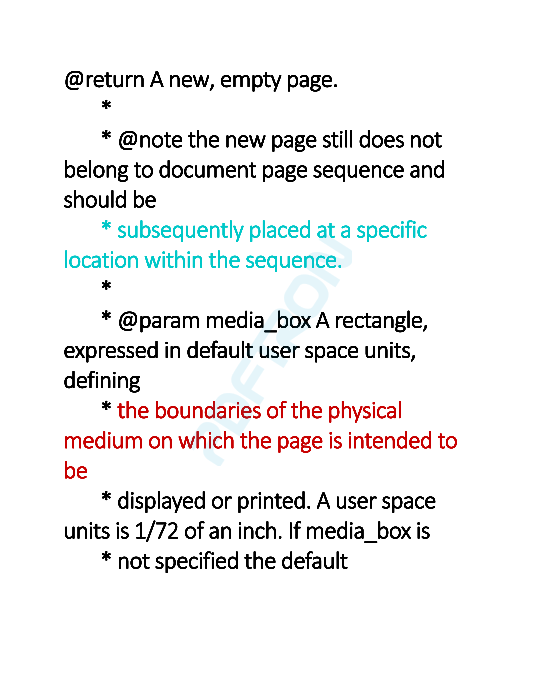 @return A new, empty page.
*
* @note the new page still does not
belong to document page sequence and
should be
* subsequently placed at a specific
location within the sequence.
*
* @param media_box A rectangle,
expressed in default user space units,
defining
* the boundaries of the physical
medium on which the page is intended to
be
* displayed or printed. A user space
units is 1/72 of an inch. If media_box is
* not specified the default
PDFTRON